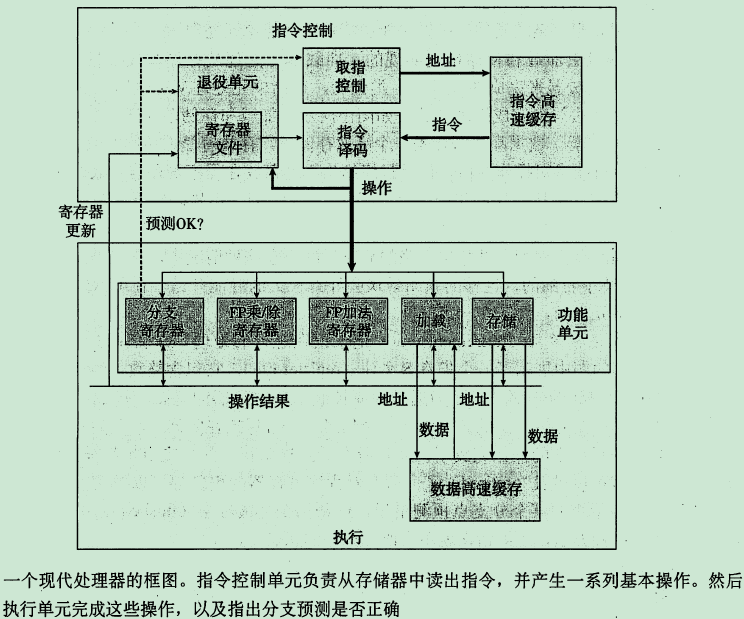 指令控制
取指
控制
地址
退役单元
指令高
速缓存
寄存器
文件
指令
译码
指令
操作
寄存器
更新
预测OK?
分支
寄存器
FP乘/除
寄存器
FP加法
寄存器
加载
存储
功能
单元
操作结果
地址
地址
数据
数据
数据高速缓存
执行
一个现代处理器的框图。指令控制单元负责从存储器中读出指令，并产生一系列基本操作。然后
执行单元完成这些操作，以及指出分支预测是否正确